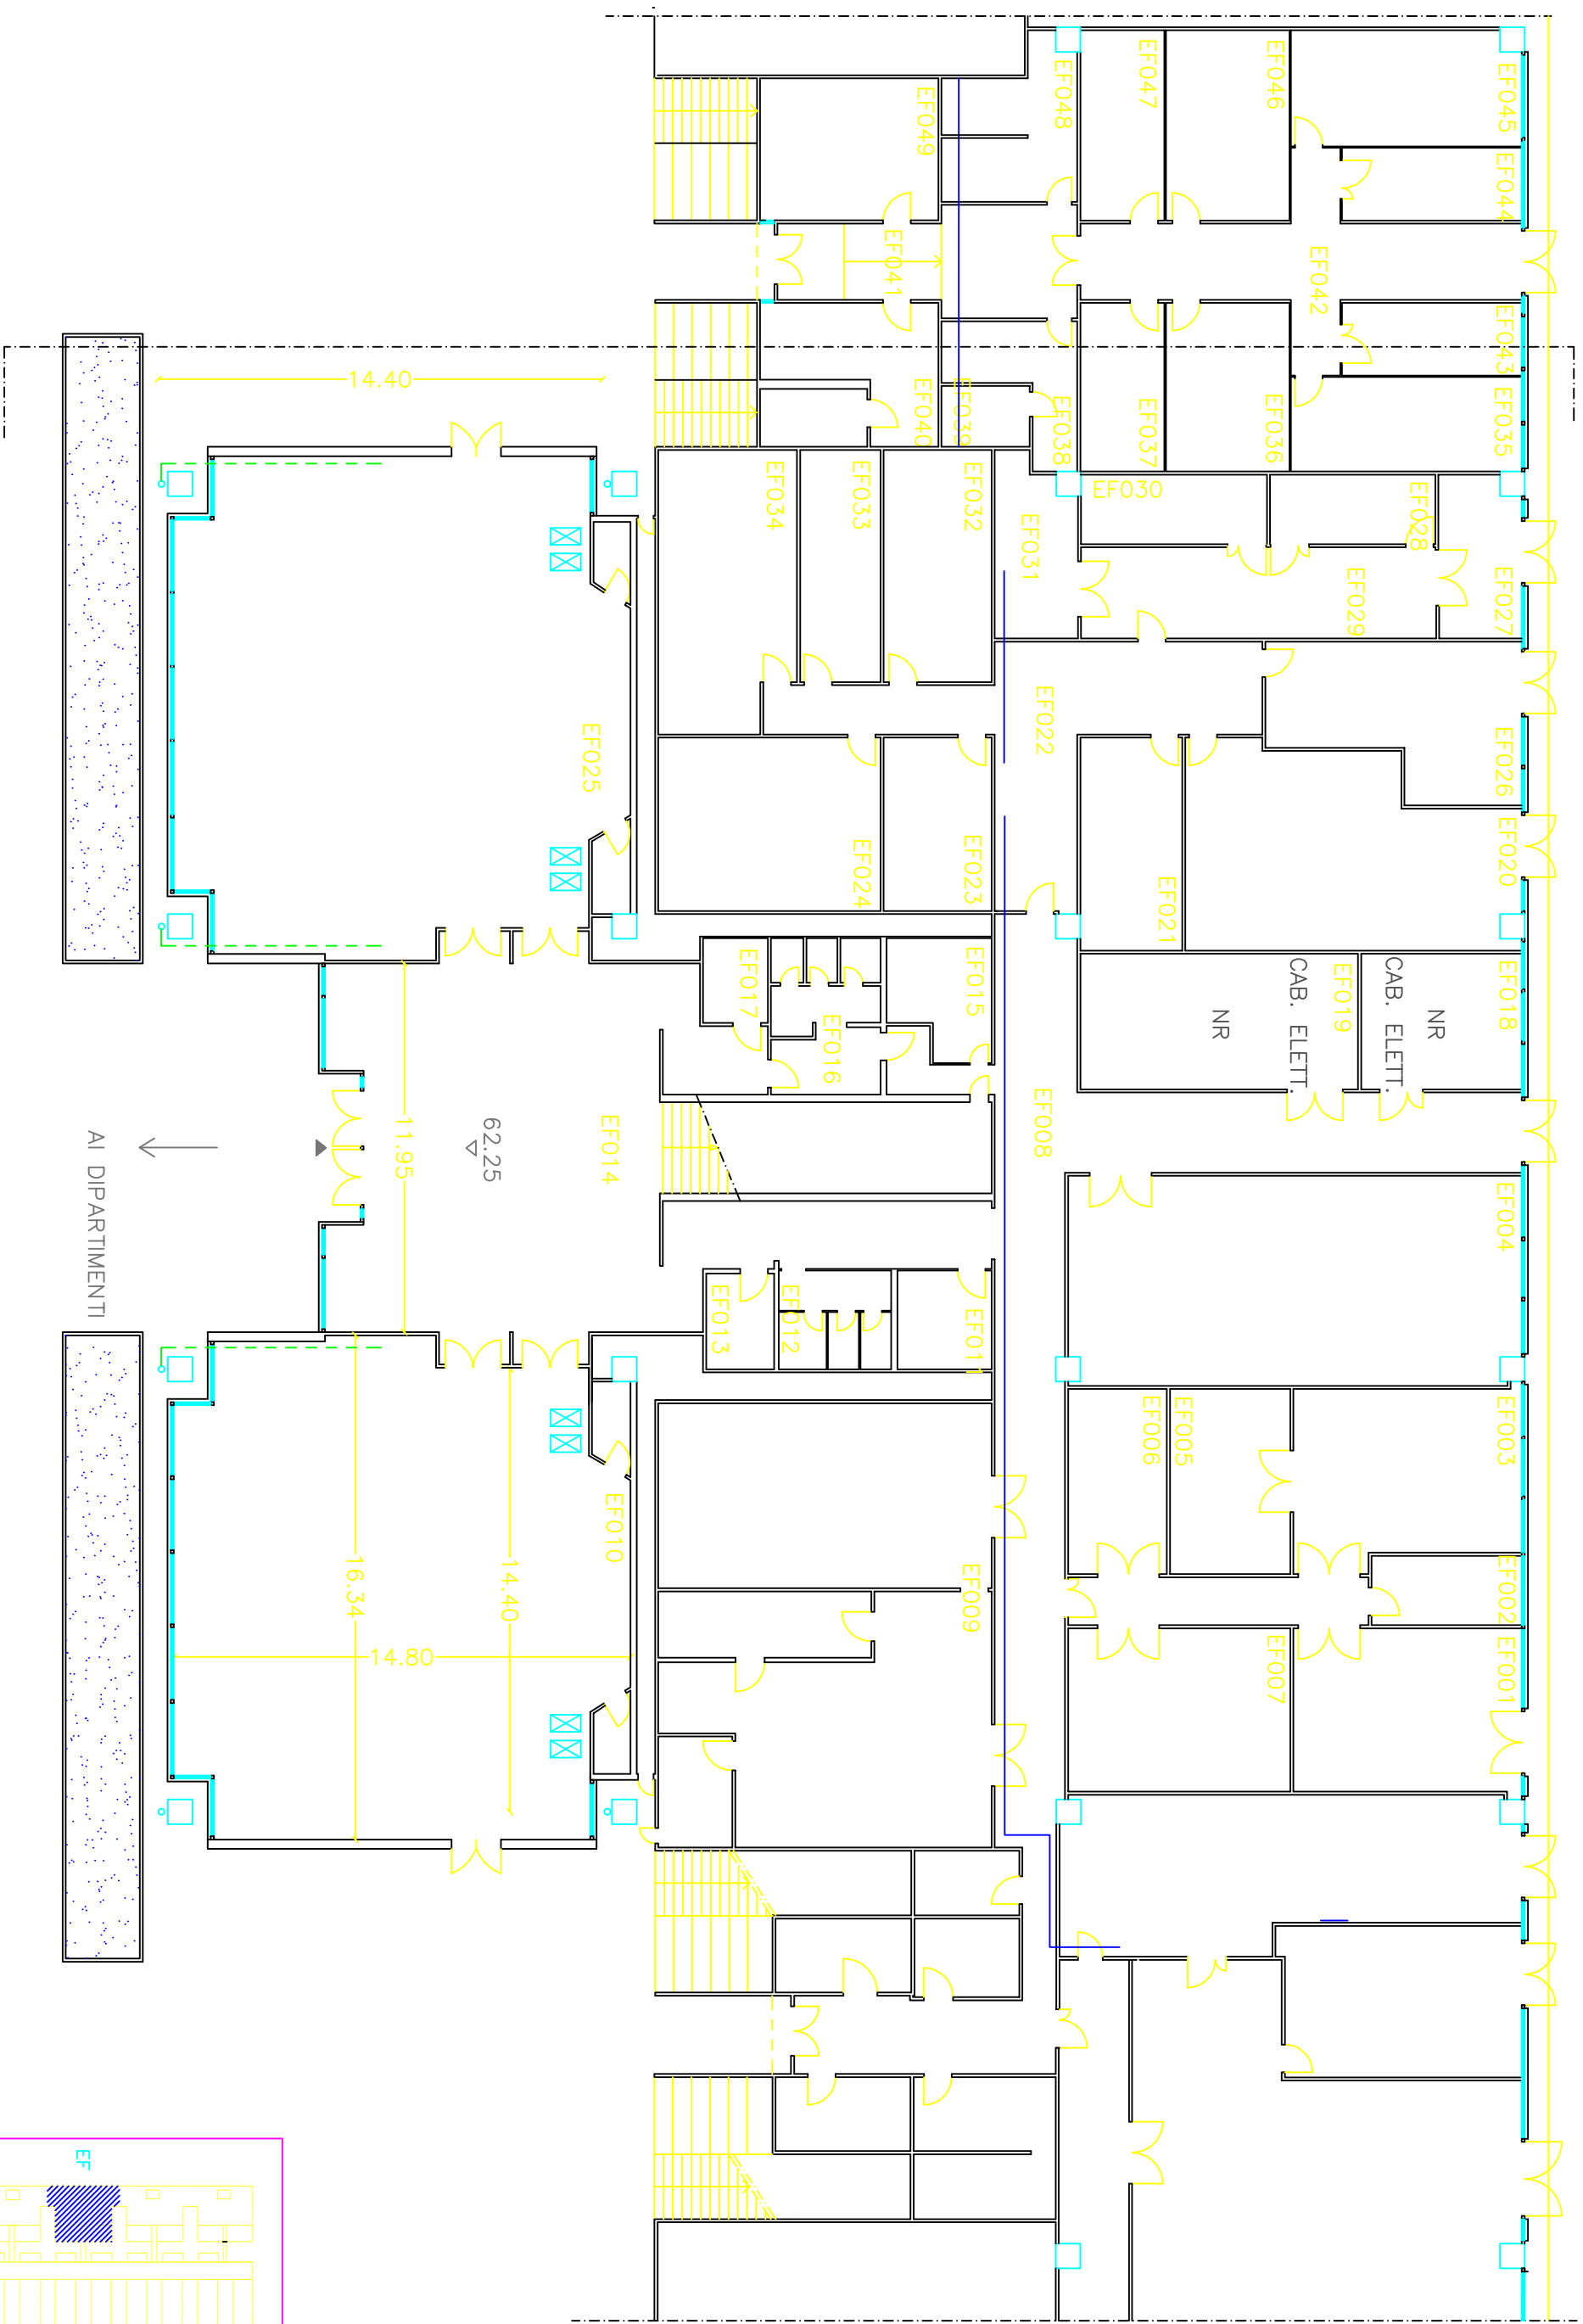 EF045
EF044
EF043
EF035
EF027
EF026
EF020
EF018
EF004
EF003
EF002
EF001
EF046
EF042
EF036
EF028
EF029
NR
CAB. ELETT.
EF019
CAB. ELETT.
NR
EF007
EF047
EF037
EF030
EF021
EF005
EF006
EF048
EF038
EF031
EF022
EF008
EF049
EF041
EF039
EF040
EF032
EF023
EF015
EF011
EF009
EF033
EF024
EF016
EF034
EF017
EF012
EF013
EF025
EF014
EF010
14.40
62.25
11.95
14.40
16.34
14.80
AI DIPARTIMENTI
EF